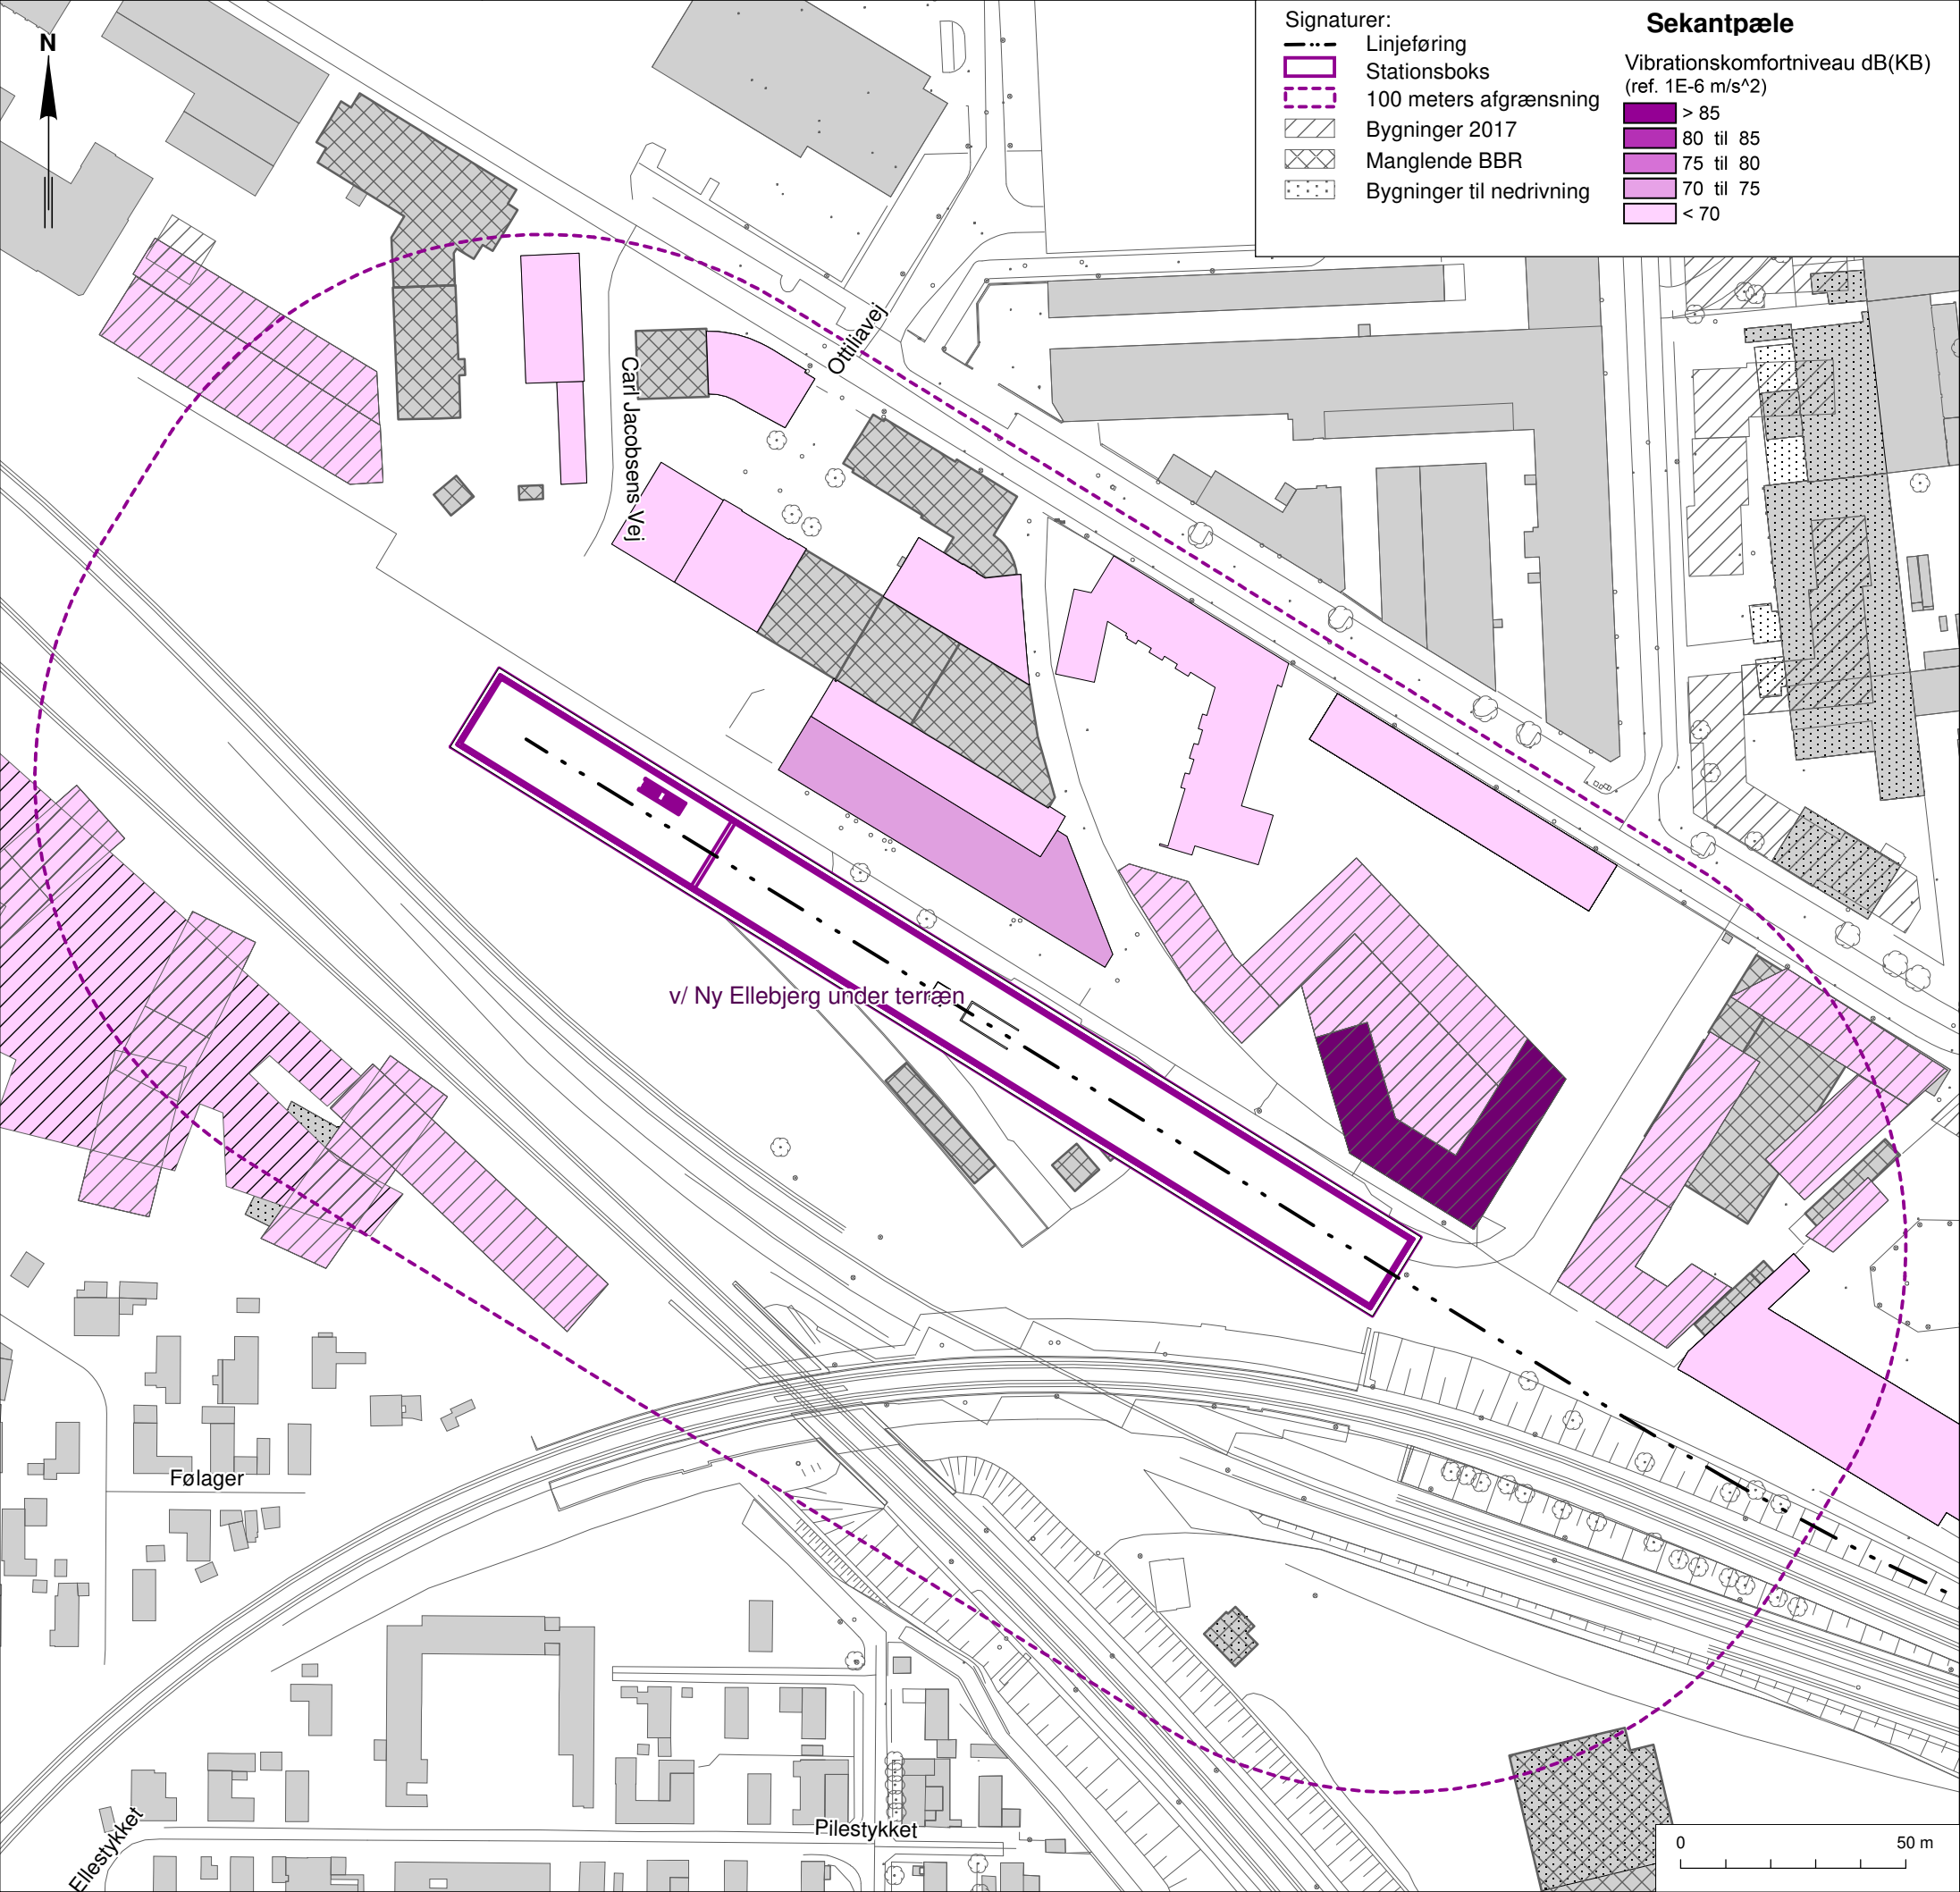 N
Signaturer:
Linjeføring
Stationsboks
100 meters afgrænsning
Bygninger 2017
Manglende BBR
Bygninger til nedrivning
Sekantpæle
Vibrationskomfortniveau dB(KB)
(ref. 1E-6 m/s^2)
> 85
80 til 85
75 til 80
70 til 75
< 70
Ottiliavej
Carl Jacobsens Vej
v/ Ny Ellebjerg under terræn
Følager
Pilestykket
Ellestykket
0 50 m